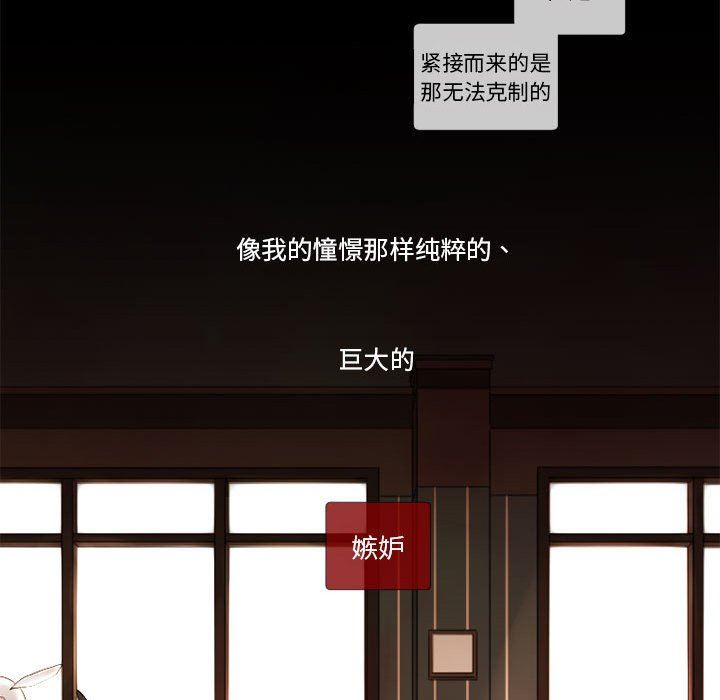 紧接而来的是
那无法克制的
像我的憧憬那样纯粹的、
巨大的
嫉妒